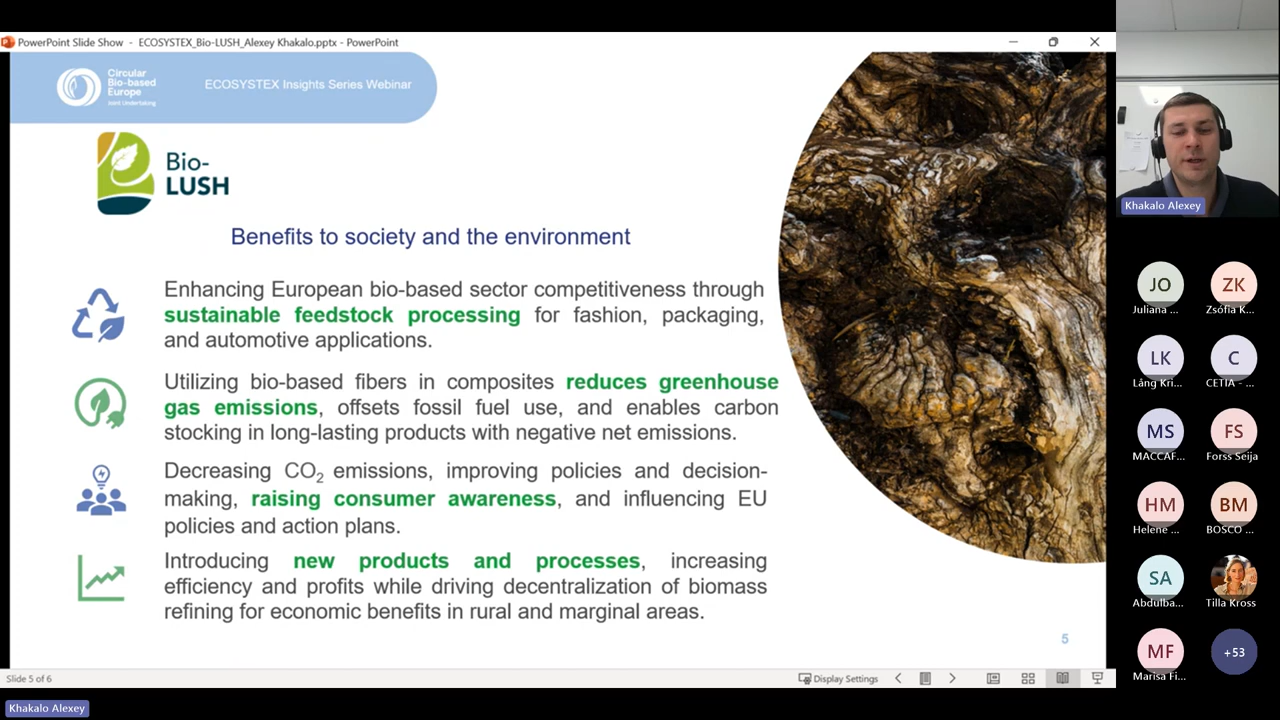 PowerPoint Slide Show - ECOSYSTEX_Bio-LUSH_Alexey Khakalo.pptx - PowerPoint
Circular
Bio-based
Europe
Joint Undertaking
ECOSYSTEX Insights Series Webinar
Bio-
LUSH
Benefits to society and the environment
Enhancing European bio-based sector competitiveness through
sustainable feedstock processing for fashion, packaging,
and automotive applications.
Utilizing bio-based fibers in composites reduces greenhouse
gas emissions, offsets fossil fuel use, and enables carbon
stocking in long-lasting products with negative net emissions.
Decreasing CO2 emissions, improving policies and decision-
making, raising consumer awareness, and influencing EU
policies and action plans.
Introducing new products and processes, increasing
efficiency and profits while driving decentralization of biomass
refining for economic benefits in rural and marginal areas.
5
Slide 5 of 6
Display Settings
Khakalo Alexey
Khakalo Alexey
JO
Juliana ...
ZK
Zsófia K...
LK
Láng Kri...
C
CETIA - ...
MS
MACCAF...
FS
Forss Seija
HM
Helene ...
BM
BOSCO ...
SA
Abdulba...
Tilla Kross
MF
Marisa Fi...
+53